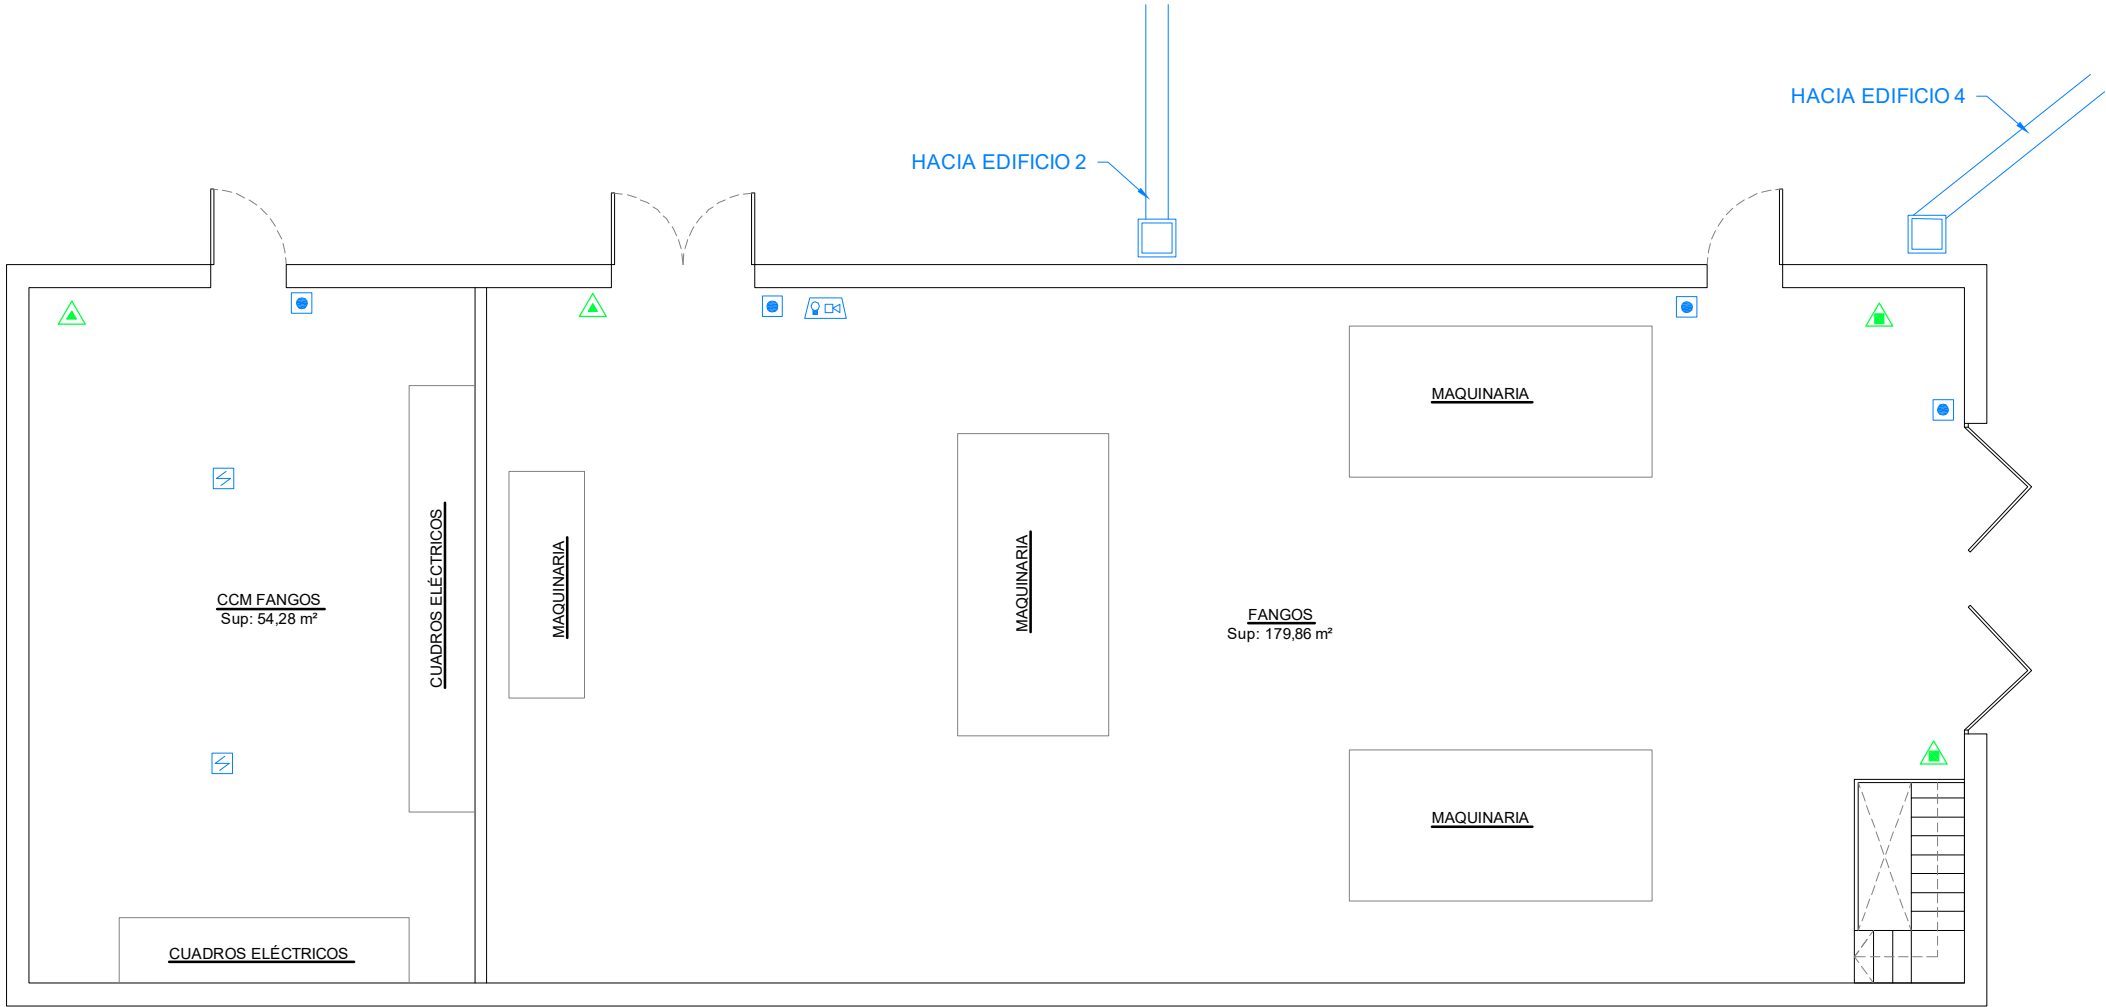 HACIA EDIFICIO 4
HACIA EDIFICIO 2
MAQUINARIA
CUADROS ELÉCTRICOS
MAQUINARIA
MAQUINARIA
CCM FANGOS
Sup: 54,28 m²
FANGOS
Sup: 179,86 m²
MAQUINARIA
CUADROS ELÉCTRICOS